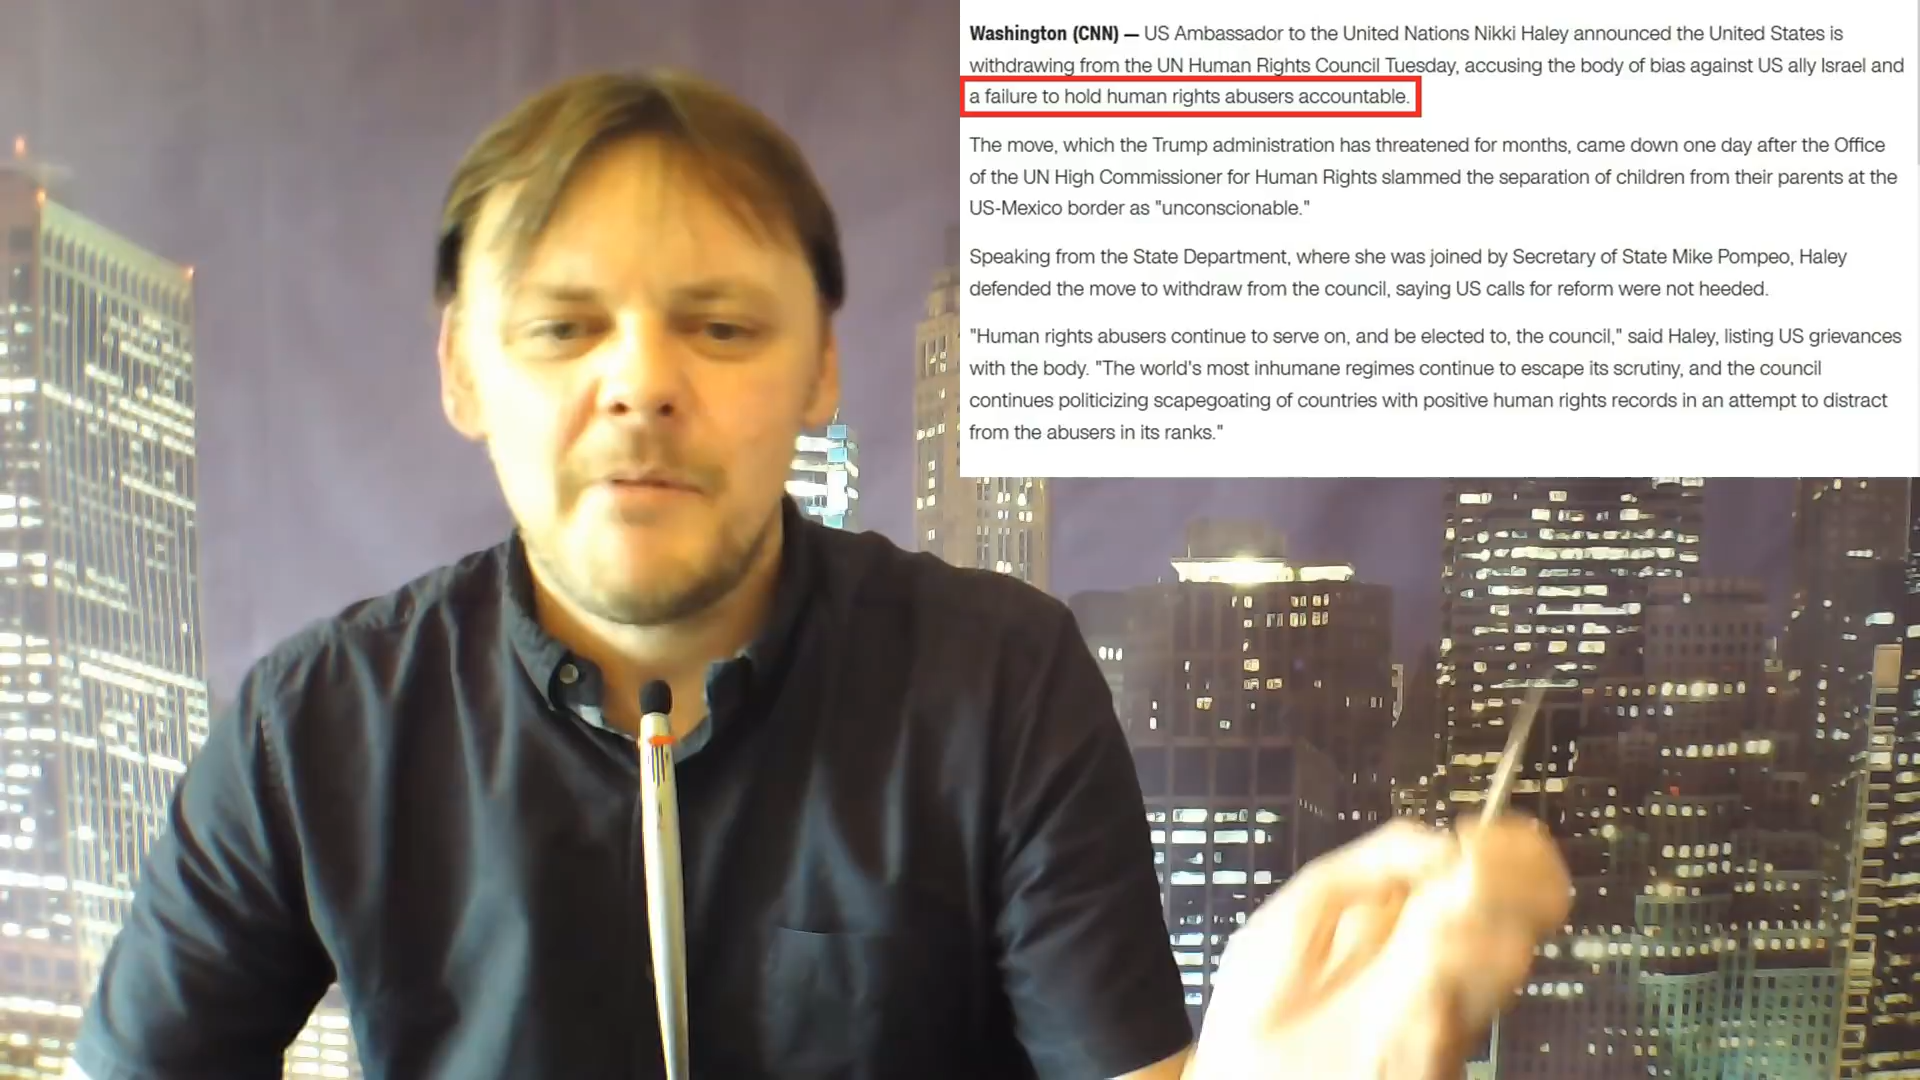 Washington (CNN) — US Ambassador to the United Nations Nikki Haley announced the United States is
withdrawing from the UN Human Rights Council Tuesday, accusing the body of bias against US ally Israel and
a failure to hold human rights abusers accountable.
The move, which the Trump administration has threatened for months, came down one day after the Office
of the UN High Commissioner for Human Rights slammed the separation of children from their parents at the
US-Mexico border as "unconscionable."
Speaking from the State Department, where she was joined by Secretary of State Mike Pompeo, Haley
defended the move to withdraw from the council, saying US calls for reform were not heeded.
"Human rights abusers continue to serve on, and be elected to, the council," said Haley, listing US grievances
with the body. "The world's most inhumane regimes continue to escape its scrutiny, and the council
continues politicizing scapegoating of countries with positive human rights records in an attempt to distract
from the abusers in its ranks."